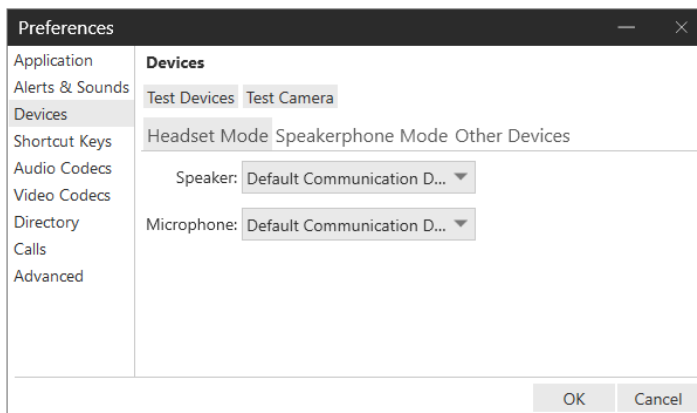 Preferences
Application
Alerts & Sounds
Devices
Shortcut Keys
Audio Codecs
Video Codecs
Directory
Calls
Advanced
Devices
Test Devices Test Camera
Headset Mode Speakerphone Mode Other Devices
Speaker: Default Communication D...
Microphone: Default Communication D...
OK Cancel